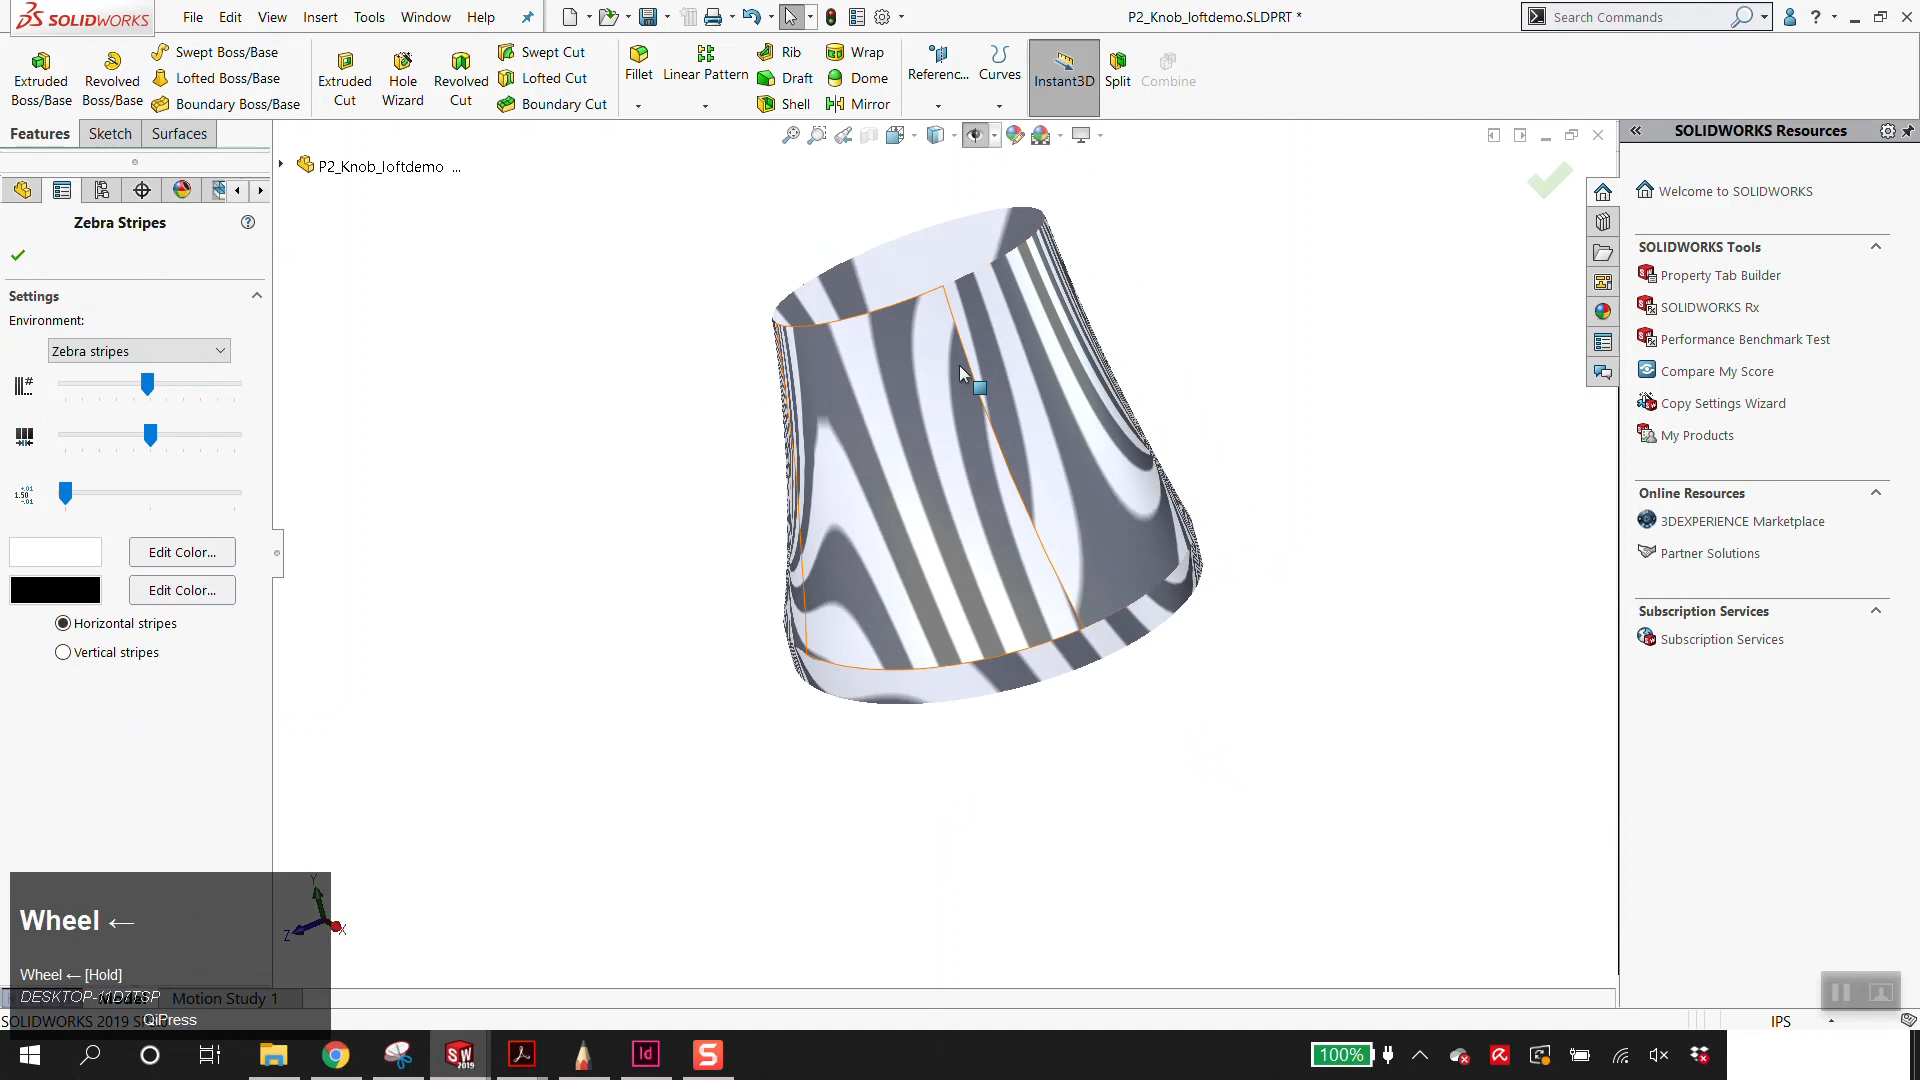 SOLIDWORKS
File Edit View Insert Tools Window Help
P2_Knob_loftdemo.SLDPRT *
Search Commands
Extruded Boss/Base
Revolved Boss/Base
Swept Boss/Base
Lofted Boss/Base
Boundary Boss/Base
Extruded Cut
Hole Wizard
Revolved Cut
Swept Cut
Lofted Cut
Boundary Cut
Fillet
Linear Pattern
Rib
Draft
Shell
Wrap
Dome
Mirror
Referenc...
Curves
Instant3D
Split
Combine
Features Sketch Surfaces
P2_Knob_loftdemo ...
Zebra Stripes
Settings
Environment:
Zebra stripes
Edit Color...
Edit Color...
Horizontal stripes
Vertical stripes
SOLIDWORKS Resources
Welcome to SOLIDWORKS
SOLIDWORKS Tools
Property Tab Builder
SOLIDWORKS Rx
Performance Benchmark Test
Compare My Score
Copy Settings Wizard
My Products
Online Resources
3DEXPERIENCE Marketplace
Partner Solutions
Subscription Services
Subscription Services
Y
Z
X
Wheel ←
Wheel ← [Hold]
DESKTOP-11D7TSP
QiPress
Motion Study 1
SOLIDWORKS 2019
IPS
100%